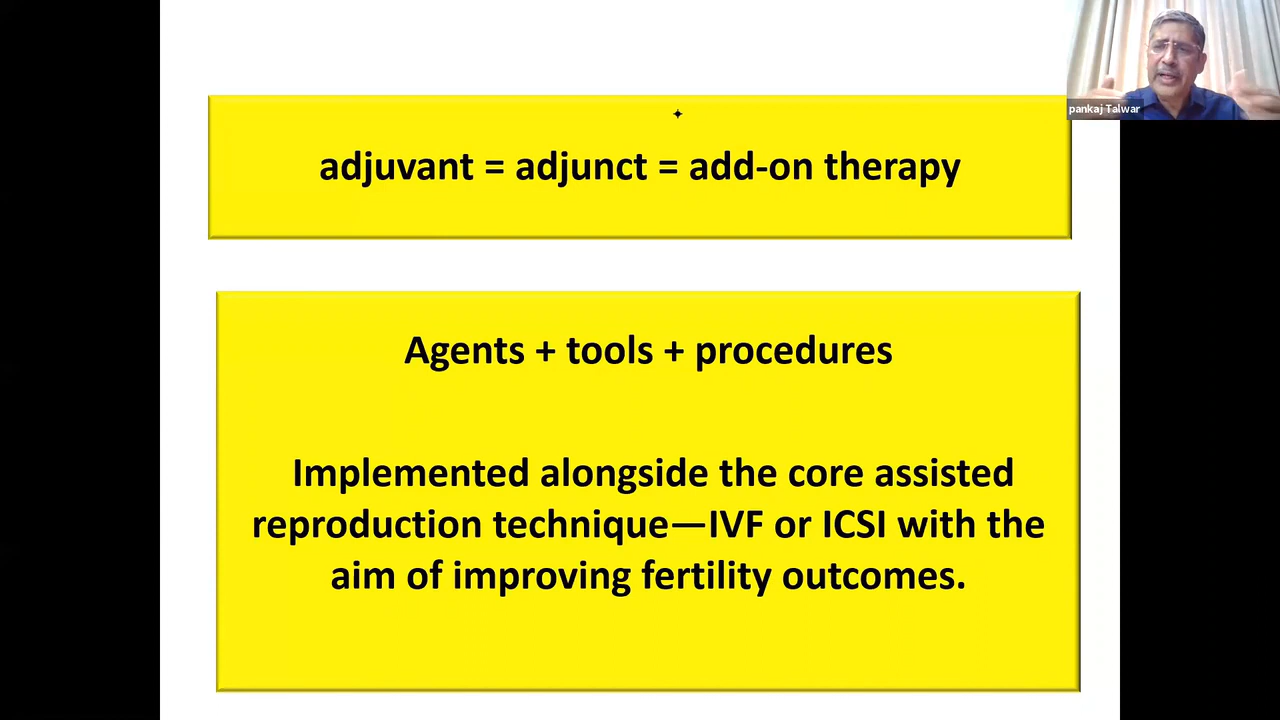 pankaj Talwar
adjuvant = adjunct = add-on therapy
Agents + tools + procedures
Implemented alongside the core assisted
reproduction technique—IVF or ICSI with the
aim of improving fertility outcomes.